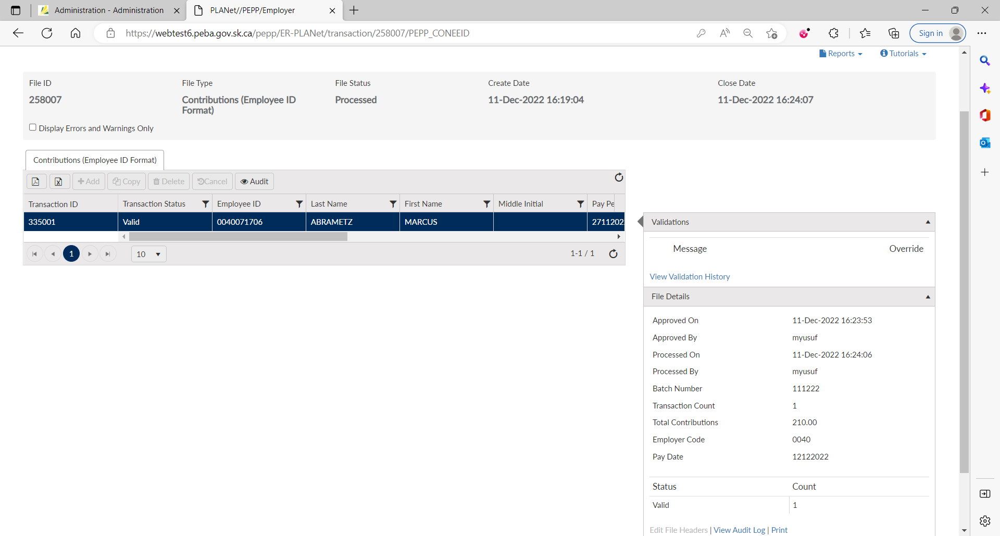 Administration - Administration
PLANet//PEPP/Employer
https://webtest6.peba.gov.sk.ca/pepp/ER-PLANet/transaction/258007/PEPP_CONEEID
Sign in
Reports
Tutorials
File ID
File Type
File Status
Create Date
Close Date
258007
Contributions (Employee ID
Format)
Processed
11-Dec-2022 16:19:04
11-Dec-2022 16:24:07
Display Errors and Warnings Only
Contributions (Employee ID Format)
Add
Copy
Delete
Cancel
Audit
Transaction ID
Transaction Status
Employee ID
Last Name
First Name
Middle Initial
Pay Pe
335001
Valid
0040071706
ABRAMETZ
MARCUS
2711202
1
10
1-1 / 1
Validations
Message
Override
View Validation History
File Details
Approved On 11-Dec-2022 16:23:53
Approved By myusuf
Processed On 11-Dec-2022 16:24:06
Processed By myusuf
Batch Number 111222
Transaction Count 1
Total Contributions 210.00
Employer Code 0040
Pay Date 12122022
Status Count
Valid 1
Edit File Headers | View Audit Log | Print